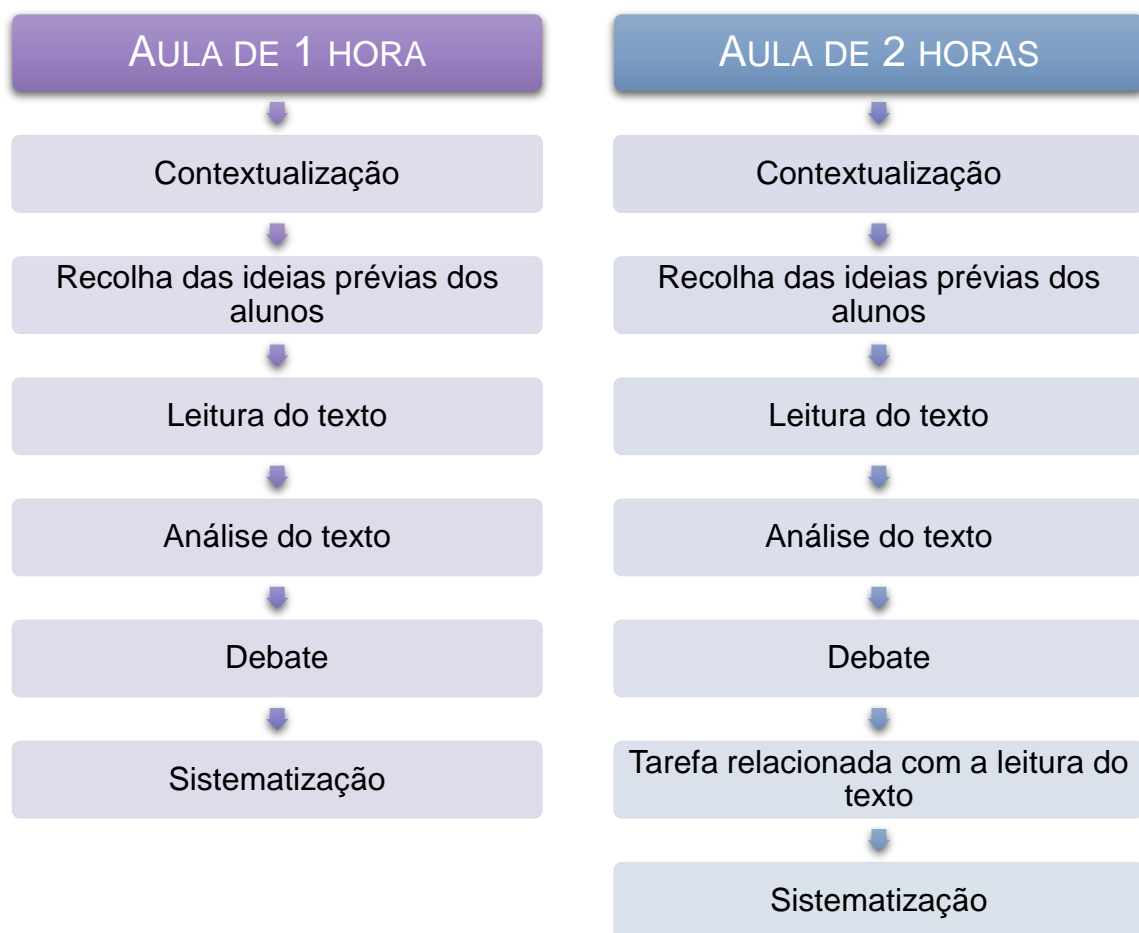 AULA DE 1 HORA
Contextualização
Recolha das ideias prévias dos
alunos
Leitura do texto
Análise do texto
Debate
Sistematização
AULA DE 2 HORAS
Contextualização
Recolha das ideias prévias dos
alunos
Leitura do texto
Análise do texto
Debate
Tarefa relacionada com a leitura do
texto
Sistematização